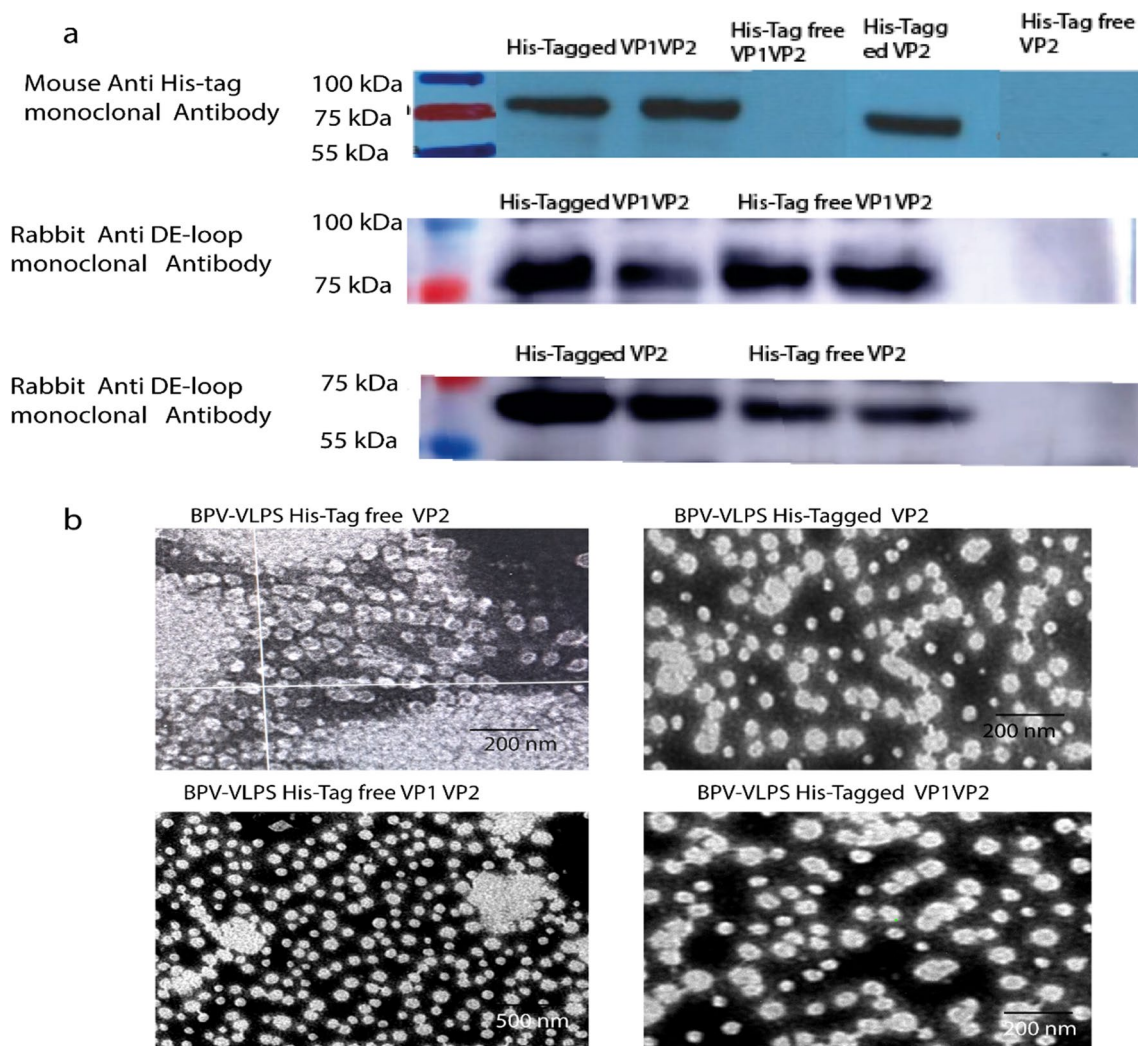 a
His-Tagged VP1VP2
His-Tag free
VP1VP2
His-Tagg
ed VP2
His-Tag free
VP2
Mouse Anti His-tag
monoclonal Antibody
100 kDa
75 kDa
55 kDa
His-Tagged VP1VP2
His-Tag free VP1VP2
Rabbit Anti DE-loop
monoclonal Antibody
100 kDa
75 kDa
His-Tagged VP2
His-Tag free VP2
Rabbit Anti DE-loop
monoclonal Antibody
75 kDa
55 kDa
b
BPV-VLPS His-Tag free VP2
BPV-VLPS His-Tagged VP2
200 nm
200 nm
BPV-VLPS His-Tag free VP1 VP2
BPV-VLPS His-Tagged VP1VP2
500 nm
200 nm